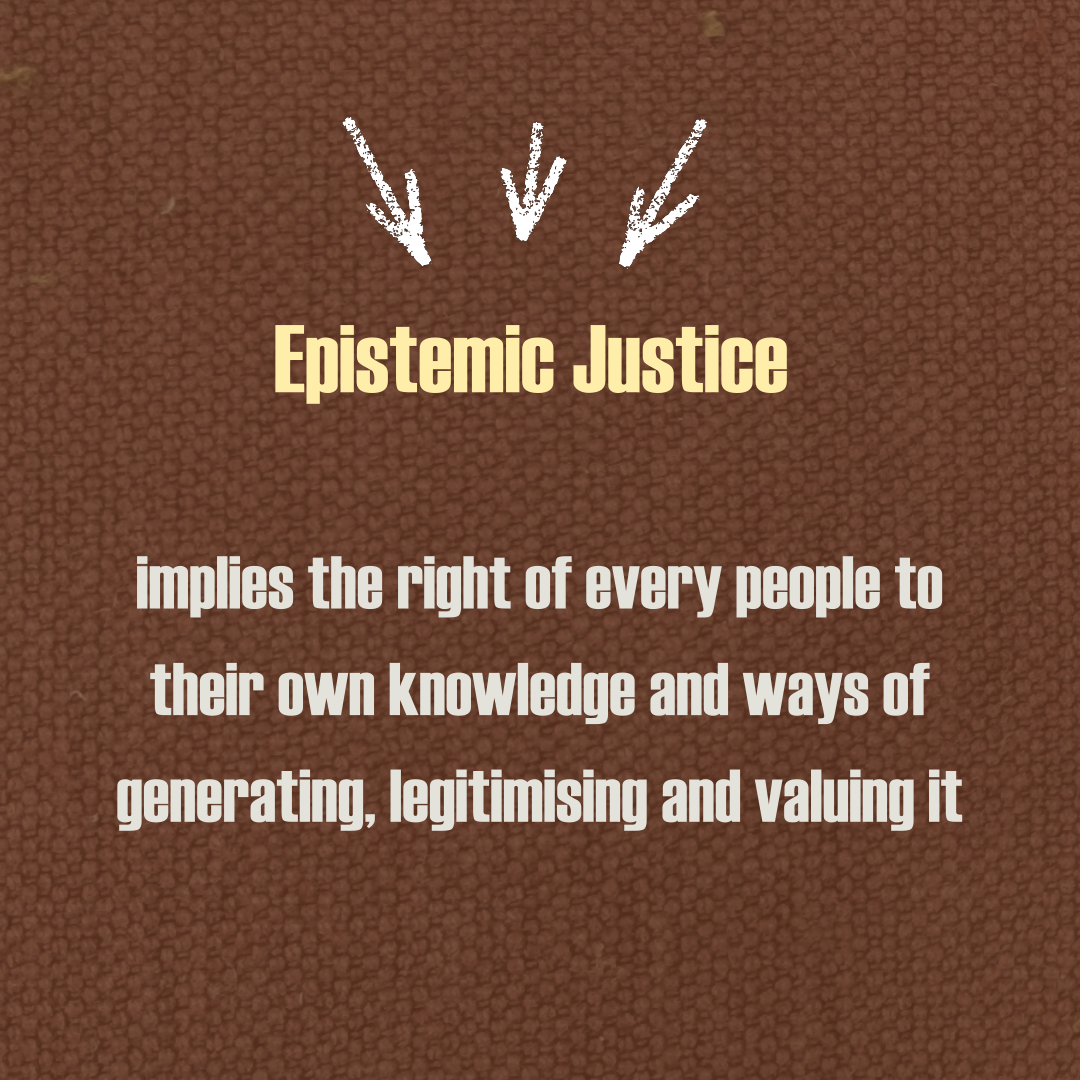 Epistemic Justice
implies the right of every people to
their own knowledge and ways of
generating, legitimising and valuing it